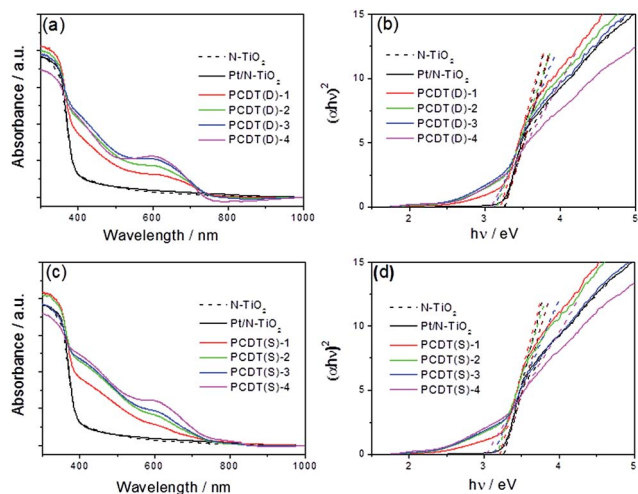 (a)
N-TiO₂
Pt/N-TiO₂
PCDT(D)-1
PCDT(D)-2
PCDT(D)-3
PCDT(D)-4
Absorbance / a.u.
400 600 800 1000
Wavelength / nm
(b)
N-TiO₂
Pt/N-TiO₂
PCDT(D)-1
PCDT(D)-2
PCDT(D)-3
PCDT(D)-4
(αhν)²
15
10
5
0
2 3 4 5
hν / eV
(c)
N-TiO₂
Pt/N-TiO₂
PCDT(S)-1
PCDT(S)-2
PCDT(S)-3
PCDT(S)-4
Absorbance / a.u.
400 600 800 1000
Wavelength / nm
(d)
N-TiO₂
Pt/N-TiO₂
PCDT(S)-1
PCDT(S)-2
PCDT(S)-3
PCDT(S)-4
(αhν)²
15
10
5
0
2 3 4 5
hν / eV